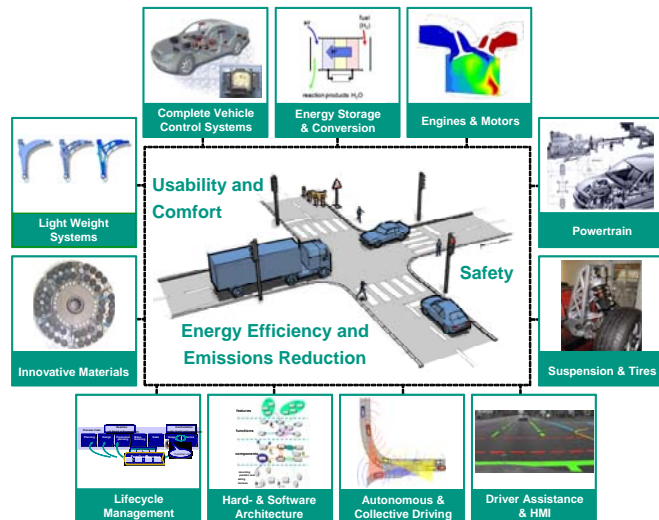 air
fuel
(H₂)
H⁺
reaction products: H₂O
Complete Vehicle
Control Systems
Energy Storage
& Conversion
Engines & Motors
Light Weight
Systems
Usability and
Comfort
Safety
Energy Efficiency and
Emissions Reduction
Powertrain
Innovative Materials
Suspension & Tires
features
functions
components
Lifecycle
Management
Hard- & Software
Architecture
Autonomous &
Collective Driving
Driver Assistance
& HMI